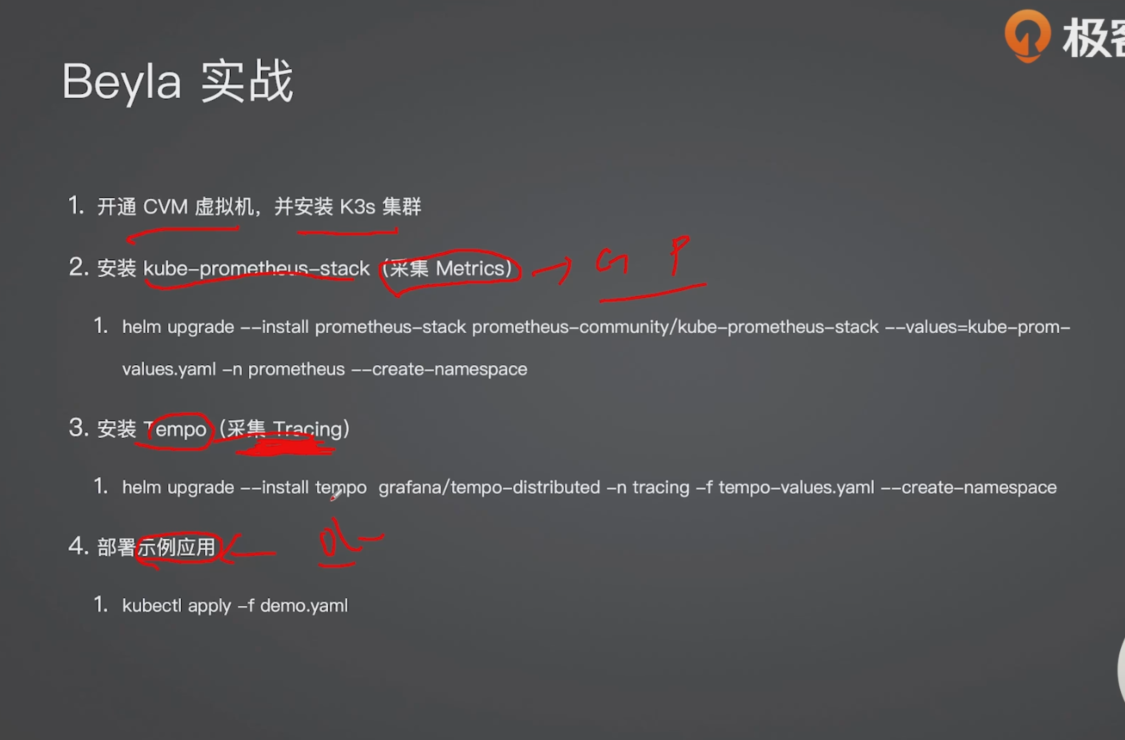 极客
Beyla 实战
1. 开通 CVM 虚拟机，并安装 K3s 集群
2. 安装 kube-prometheus-stack（采集 Metrics）
G P
1. helm upgrade --install prometheus-stack prometheus-community/kube-prometheus-stack --values=kube-prom-
values.yaml -n prometheus --create-namespace
3. 安装 Tempo（采集 Tracing）
1. helm upgrade --install tempo grafana/tempo-distributed -n tracing -f tempo-values.yaml --create-namespace
4. 部署示例应用
1. kubectl apply -f demo.yaml